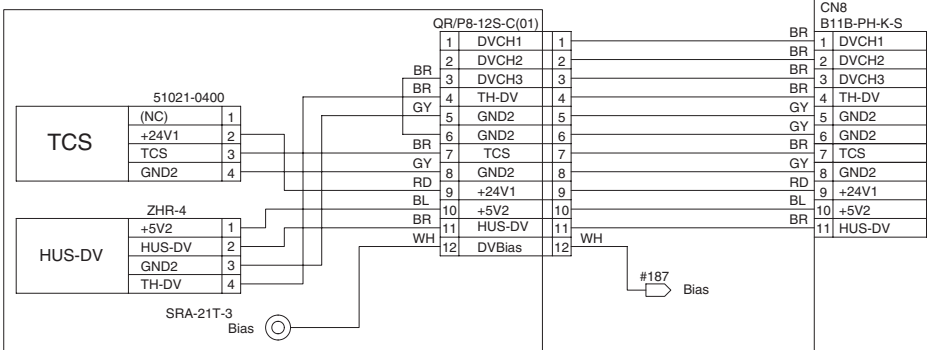 CN8
QR/P8-12S-C(01) B11B-PH-K-S
1 DVCH1 1 BR 1 DVCH1
2 DVCH2 2 BR 2 DVCH2
BR 3 DVCH3 3 BR 3 DVCH3
BR 4 TH-DV 4 BR 4 TH-DV
GY 5 GND2 5 GY 5 GND2
6 GND2 6 GY 6 GND2
BR 7 TCS 7 BR 7 TCS
GY 8 GND2 8 GY 8 GND2
RD 9 +24V1 9 RD 9 +24V1
BL 10 +5V2 10 BL 10 +5V2
BR 11 HUS-DV 11 BR 11 HUS-DV
WH 12 DVBias 12 WH
51021-0400
TCS
(NC) 1
+24V1 2
TCS 3
GND2 4
ZHR-4
HUS-DV
+5V2 1
HUS-DV 2
GND2 3
TH-DV 4
SRA-21T-3
Bias
#187
Bias